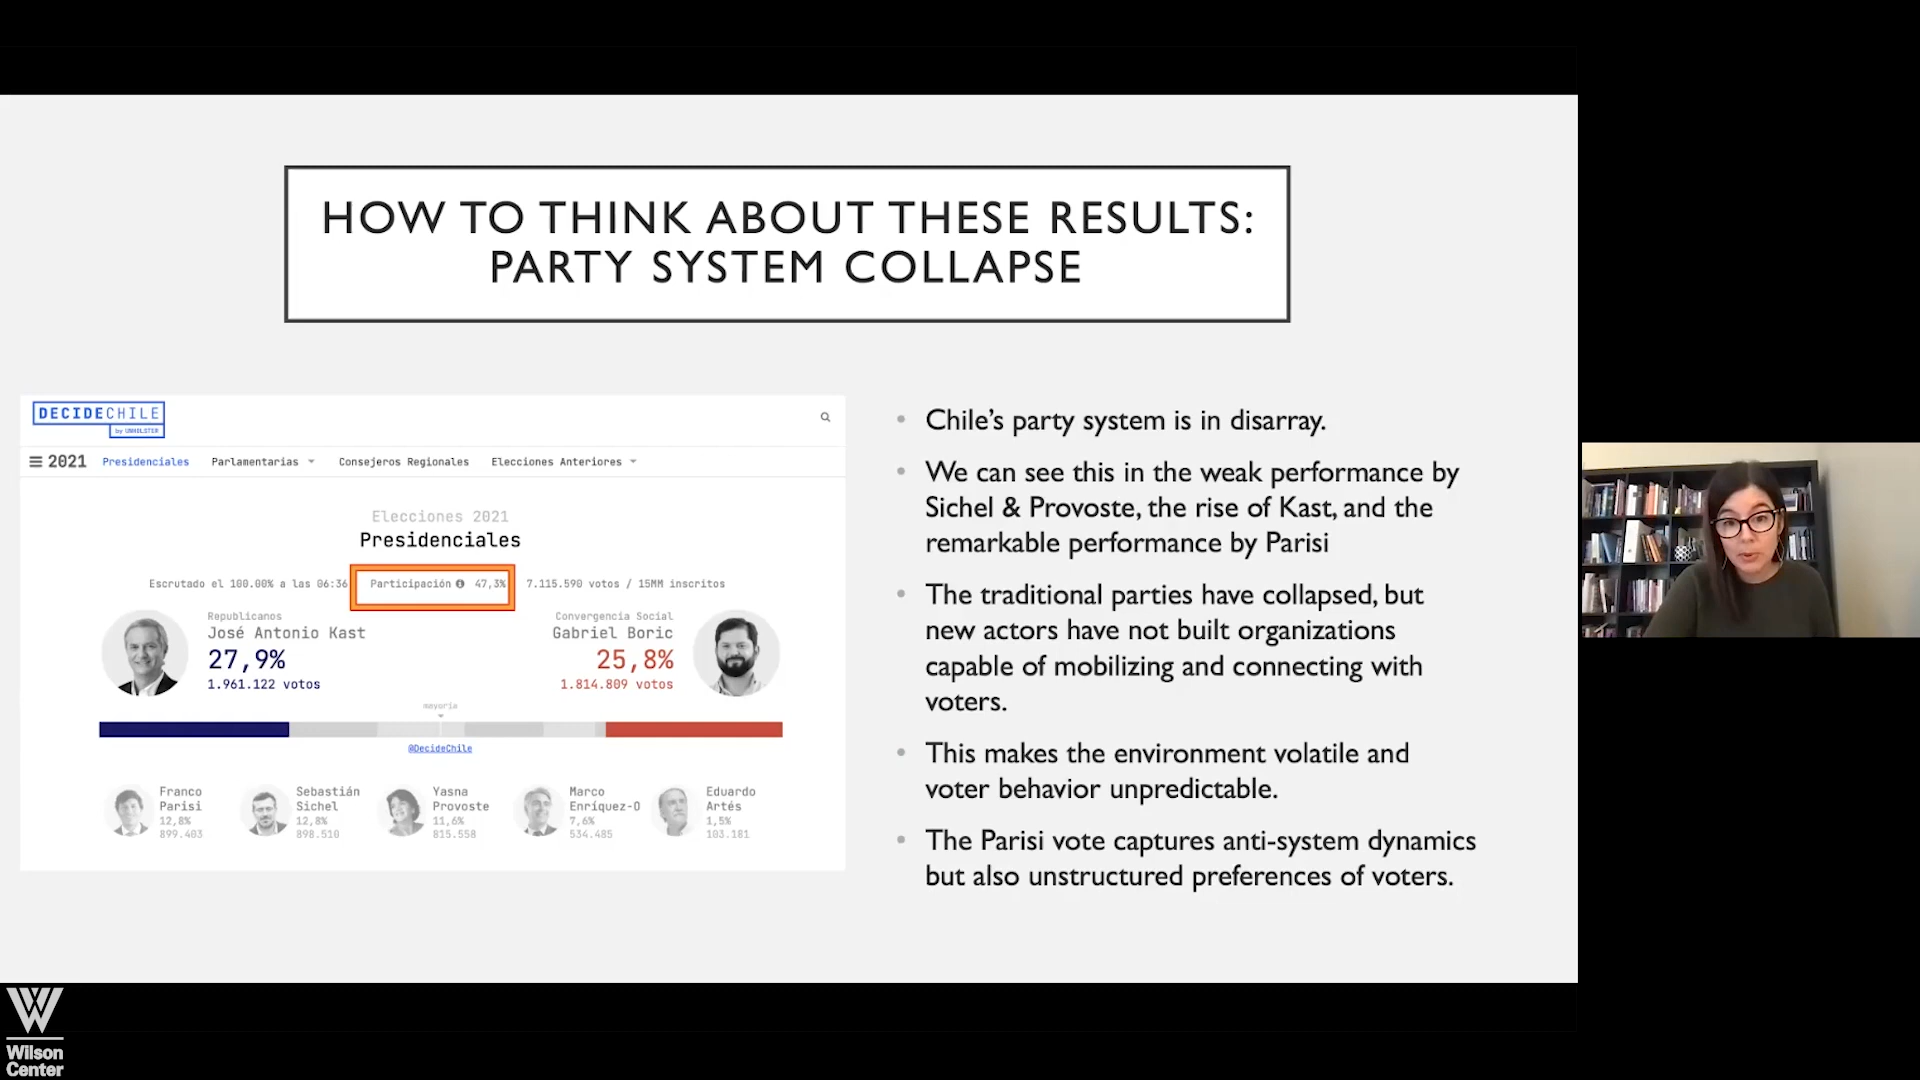 HOW TO THINK ABOUT THESE RESULTS:
PARTY SYSTEM COLLAPSE
DECIDECHILE
by UNHOLSTER
2021
Presidenciales
Parlamentarias
Consejeros Regionales
Elecciones Anteriores
Elecciones 2021
Presidenciales
Escrutado el 100.00% a las 06:36
Participación
47,3%
7.115.590 votos / 15MM inscritos
Republicanos
José Antonio Kast
27,9%
1.961.122 votos
Convergencia Social
Gabriel Boric
25,8%
1.814.809 votos
mayoría
@DecideChile
Franco
Parisi
12,8%
899.403
Sebastián
Sichel
12,8%
898.510
Yasna
Provoste
11,6%
815.558
Marco
Enríquez-O
7,6%
534.485
Eduardo
Artés
1,5%
103.181
• Chile's party system is in disarray.
• We can see this in the weak performance by
Sichel & Provoste, the rise of Kast, and the
remarkable performance by Parisi
• The traditional parties have collapsed, but
new actors have not built organizations
capable of mobilizing and connecting with
voters.
• This makes the environment volatile and
voter behavior unpredictable.
• The Parisi vote captures anti-system dynamics
but also unstructured preferences of voters.
Wilson
Center